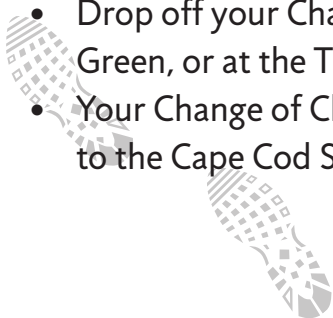 • Drop off your Cha
Green, or at the T
• Your Change of Cl
to the Cape Cod S